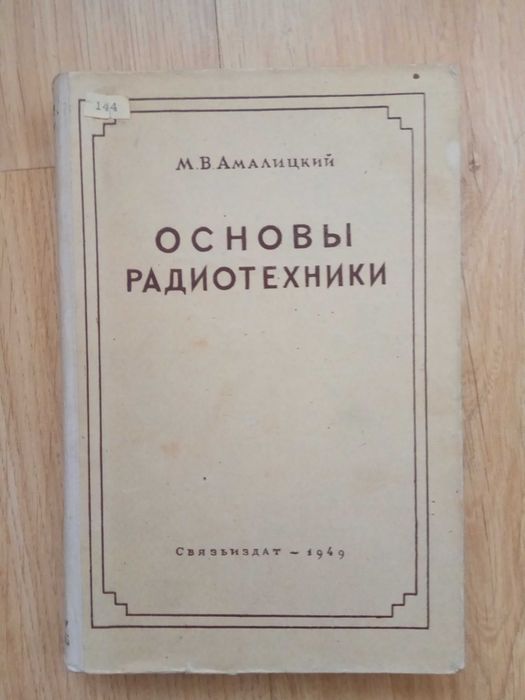 144
М.В.Амалицкий
ОСНОВЫ
РАДИОТЕХНИКИ
Связьиздат – 1949